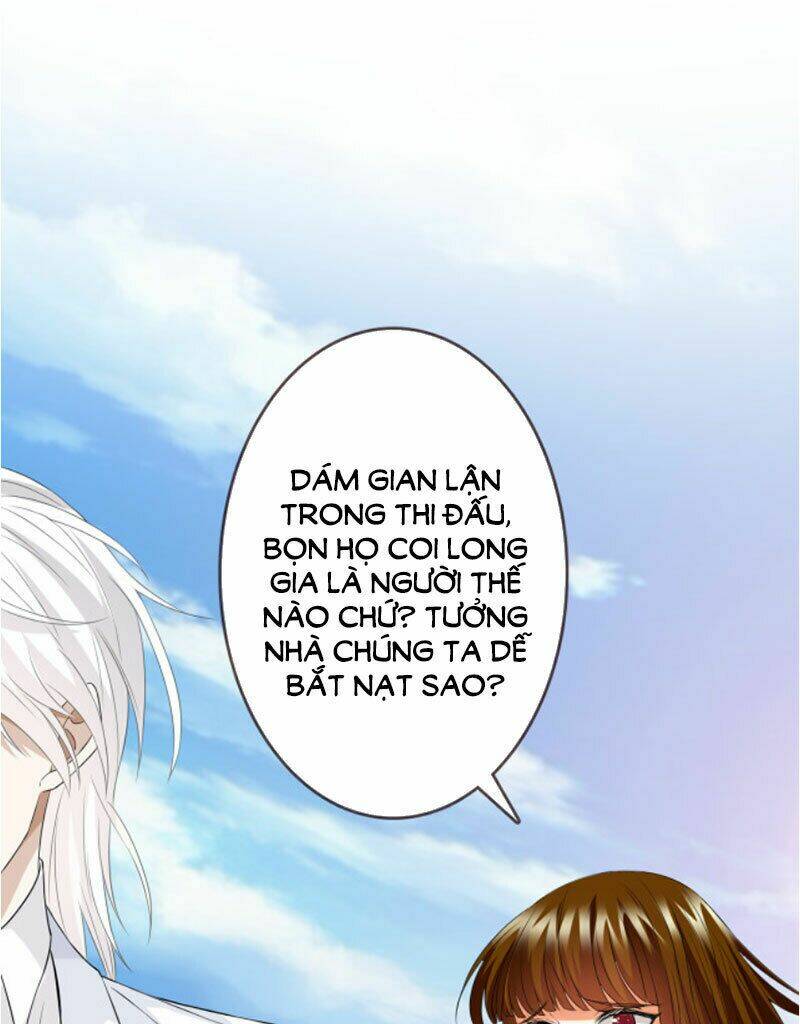 DÁM GIAN LẬN
TRONG THI ĐẤU,
BỌN HỌ COI LONG
GIA LÀ NGƯỜI THẾ
NÀO CHỨ? TƯỞNG
NHÀ CHÚNG TA DỄ
BẮT NẠT SAO?